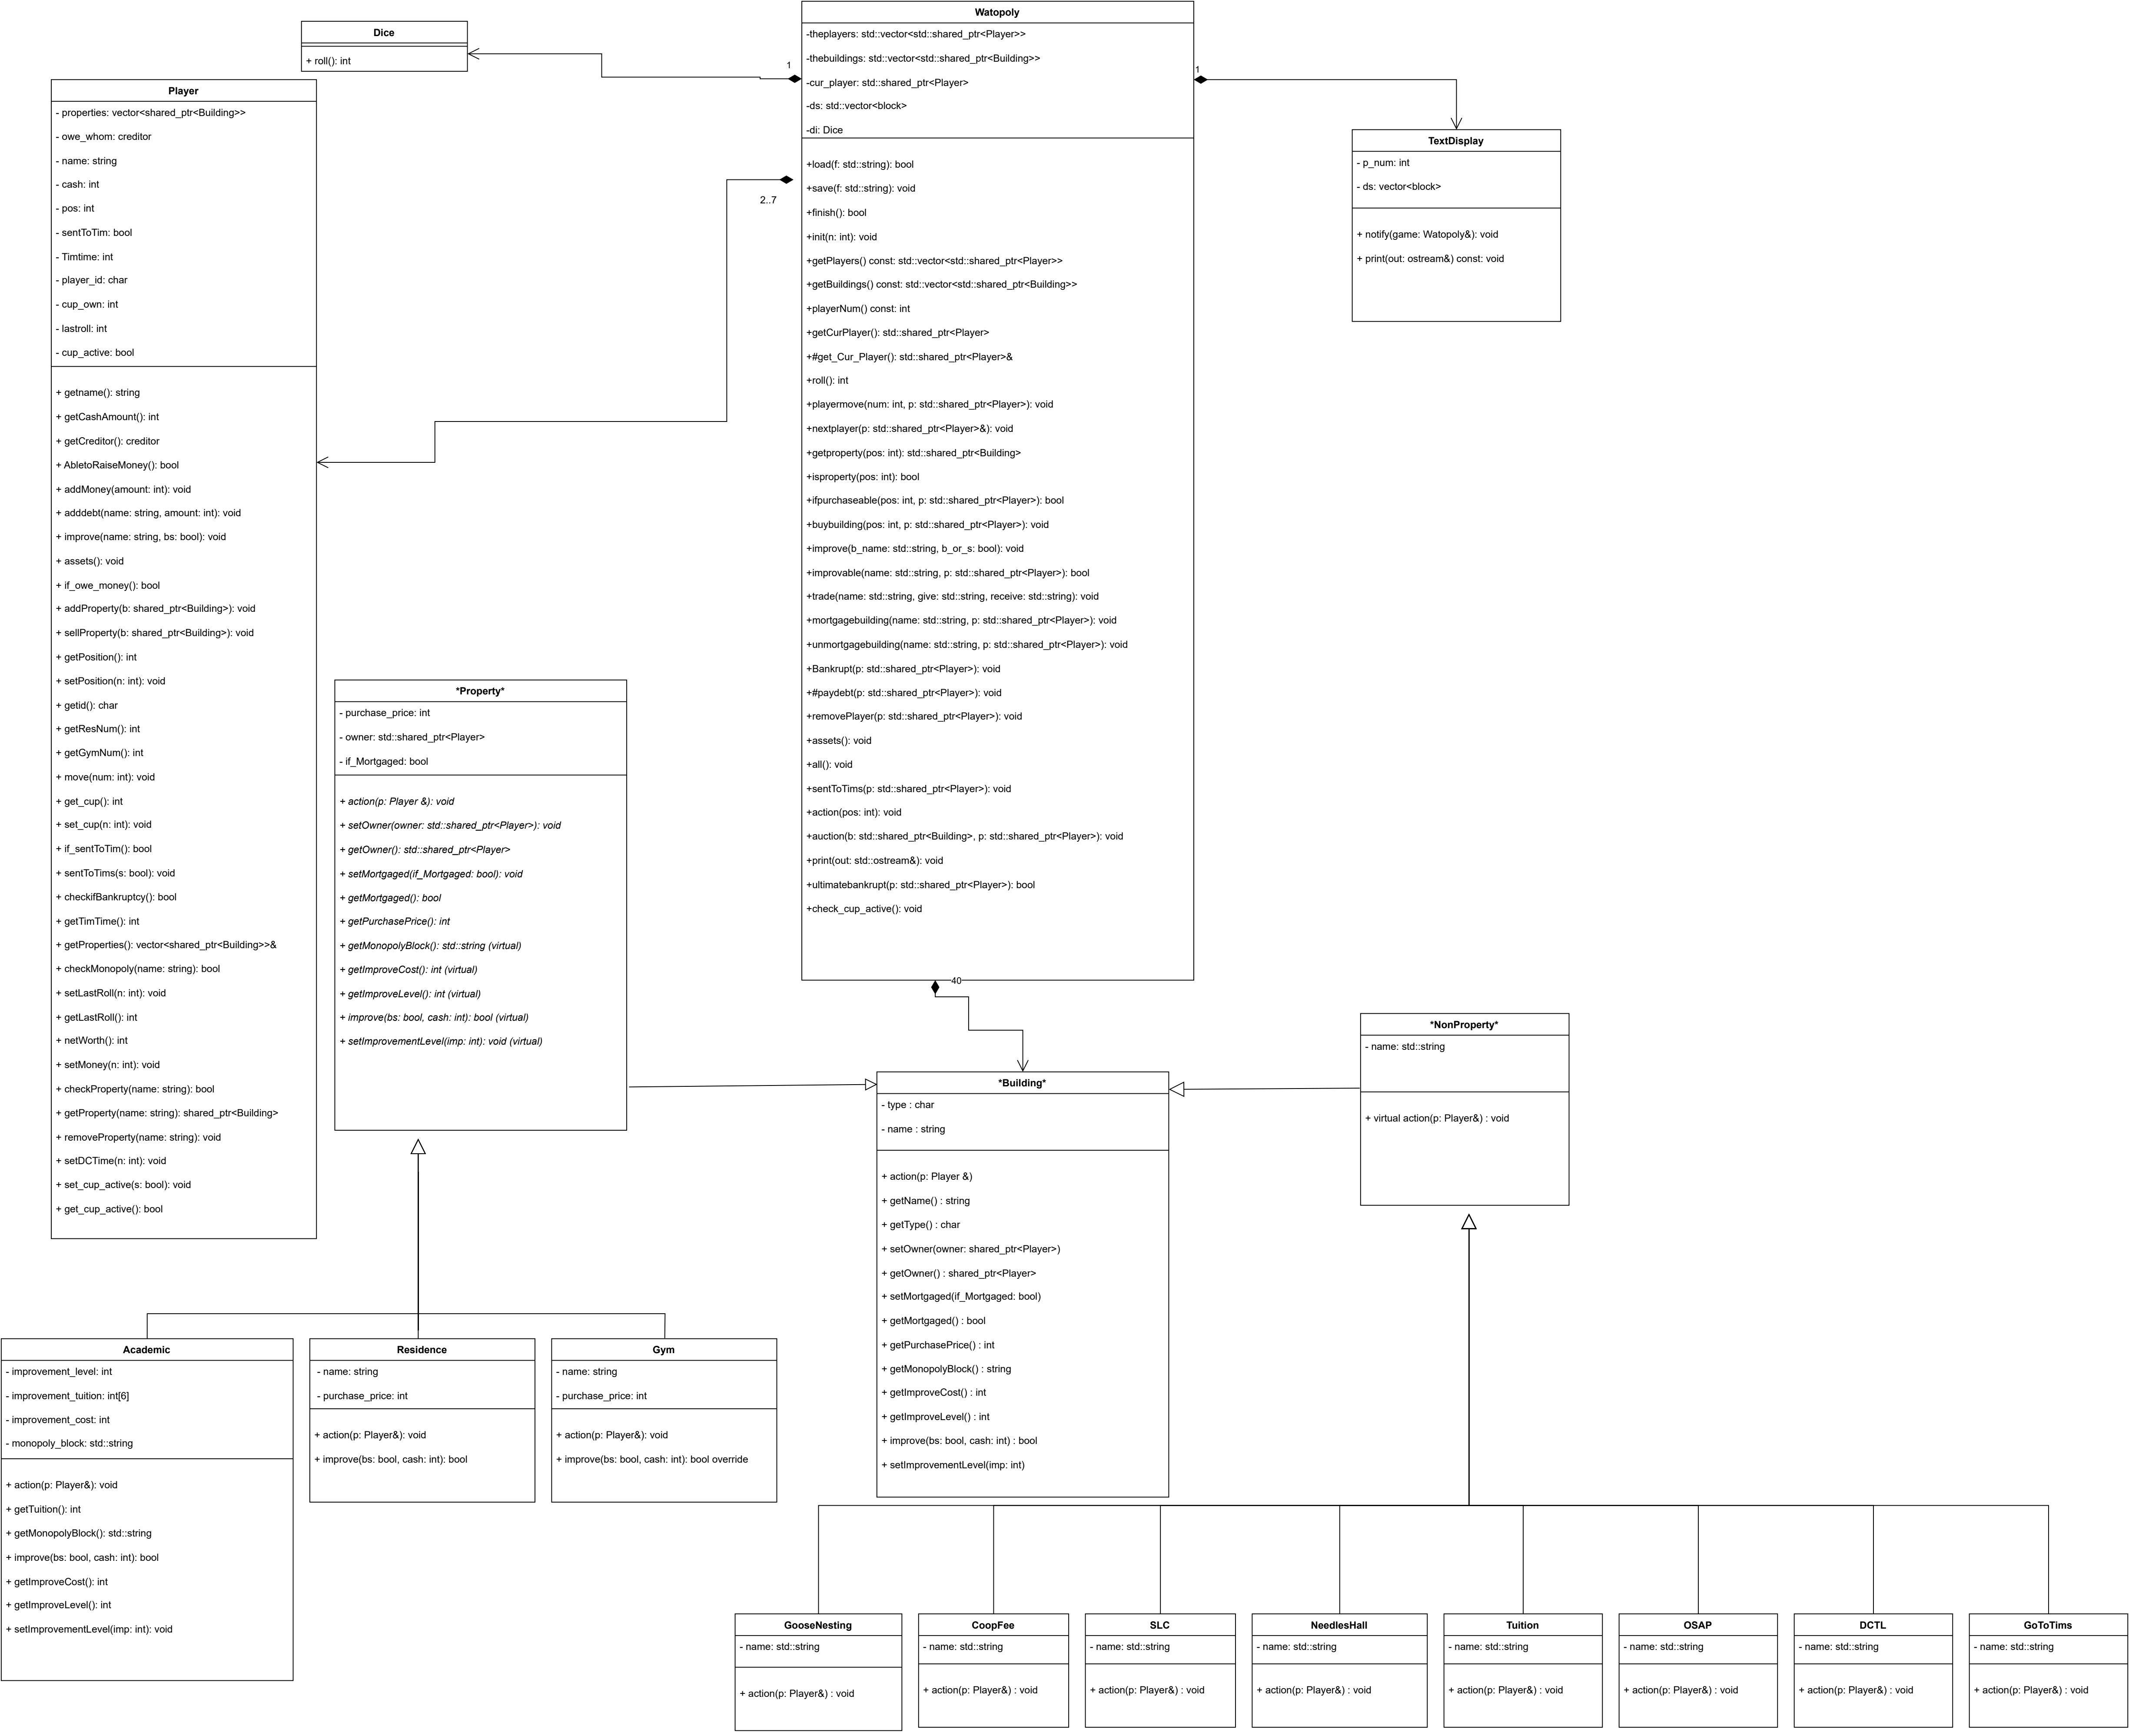 Dice
+ roll(): int
Player
- properties: vector<shared_ptr<Building>>
- owe_whom: creditor
- name: string
- cash: int
- pos: int
- sentToTim: bool
- Timtime: int
- player_id: char
- cup_own: int
- lastroll: int
- cup_active: bool
+ getname(): string
+ getCashAmount(): int
+ getCreditor(): creditor
+ AbletoRaiseMoney(): bool
+ addMoney(amount: int): void
+ adddebt(name: string, amount: int): void
+ improve(name: string, bs: bool): void
+ assets(): void
+ if_owe_money(): bool
+ addProperty(b: shared_ptr<Building>): void
+ sellProperty(b: shared_ptr<Building>): void
+ getPosition(): int
+ setPosition(n: int): void
+ getid(): char
+ getResNum(): int
+ getGymNum(): int
+ move(num: int): void
+ get_cup(): int
+ set_cup(n: int): void
+ if_sentToTim(): bool
+ sentToTims(s: bool): void
+ checkifBankruptcy(): bool
+ getTimTime(): int
+ getProperties(): vector<shared_ptr<Building>>&
+ checkMonopoly(name: string): bool
+ setLastRoll(n: int): void
+ getLastRoll(): int
+ netWorth(): int
+ setMoney(n: int): void
+ checkProperty(name: string): bool
+ getProperty(name: string): shared_ptr<Building>
+ removeProperty(name: string): void
+ setDCTime(n: int): void
+ set_cup_active(s: bool): void
+ get_cup_active(): bool
Watopoly
-theplayers: std::vector<std::shared_ptr<Player>>
-thebuildings: std::vector<std::shared_ptr<Building>>
-cur_player: std::shared_ptr<Player>
-ds: std::vector<block>
-di: Dice
+load(f: std::string): bool
+save(f: std::string): void
+finish(): bool
+init(n: int): void
+getPlayers() const: std::vector<std::shared_ptr<Player>>
+getBuildings() const: std::vector<std::shared_ptr<Building>>
+playerNum() const: int
+getCurPlayer(): std::shared_ptr<Player>
+#get_Cur_Player(): std::shared_ptr<Player>&
+roll(): int
+playermove(num: int, p: std::shared_ptr<Player>): void
+nextplayer(p: std::shared_ptr<Player>&): void
+getproperty(pos: int): std::shared_ptr<Building>
+isproperty(pos: int): bool
+ifpurchaseable(pos: int, p: std::shared_ptr<Player>): bool
+buybuilding(pos: int, p: std::shared_ptr<Player>): void
+improve(b_name: std::string, b_or_s: bool): void
+improvable(name: std::string, p: std::shared_ptr<Player>): bool
+trade(name: std::string, give: std::string, receive: std::string): void
+mortgagebuilding(name: std::string, p: std::shared_ptr<Player>): void
+unmortgagebuilding(name: std::string, p: std::shared_ptr<Player>): void
+Bankrupt(p: std::shared_ptr<Player>): void
+#paydebt(p: std::shared_ptr<Player>): void
+removePlayer(p: std::shared_ptr<Player>): void
+assets(): void
+all(): void
+sentToTims(p: std::shared_ptr<Player>): void
+action(pos: int): void
+auction(b: std::shared_ptr<Building>, p: std::shared_ptr<Player>): void
+print(out: std::ostream&): void
+ultimatebankrupt(p: std::shared_ptr<Player>): bool
+check_cup_active(): void
1
1
2..7
40
TextDisplay
- p_num: int
- ds: vector<block>
+ notify(game: Watopoly&): void
+ print(out: ostream&) const: void
*Property*
- purchase_price: int
- owner: std::shared_ptr<Player>
- if_Mortgaged: bool
+ action(p: Player &): void
+ setOwner(owner: std::shared_ptr<Player>): void
+ getOwner(): std::shared_ptr<Player>
+ setMortgaged(if_Mortgaged: bool): void
+ getMortgaged(): bool
+ getPurchasePrice(): int
+ getMonopolyBlock(): std::string (virtual)
+ getImproveCost(): int (virtual)
+ getImproveLevel(): int (virtual)
+ improve(bs: bool, cash: int): bool (virtual)
+ setImprovementLevel(imp: int): void (virtual)
*Building*
- type : char
- name : string
+ action(p: Player &)
+ getName() : string
+ getType() : char
+ setOwner(owner: shared_ptr<Player>)
+ getOwner() : shared_ptr<Player>
+ setMortgaged(if_Mortgaged: bool)
+ getMortgaged() : bool
+ getPurchasePrice() : int
+ getMonopolyBlock() : string
+ getImproveCost() : int
+ getImproveLevel() : int
+ improve(bs: bool, cash: int) : bool
+ setImprovementLevel(imp: int)
*NonProperty*
- name: std::string
+ virtual action(p: Player&) : void
Academic
- improvement_level: int
- improvement_tuition: int[6]
- improvement_cost: int
- monopoly_block: std::string
+ action(p: Player&): void
+ getTuition(): int
+ getMonopolyBlock(): std::string
+ improve(bs: bool, cash: int): bool
+ getImproveCost(): int
+ getImproveLevel(): int
+ setImprovementLevel(imp: int): void
Residence
- name: string
- purchase_price: int
+ action(p: Player&): void
+ improve(bs: bool, cash: int): bool
Gym
- name: string
- purchase_price: int
+ action(p: Player&): void
+ improve(bs: bool, cash: int): bool override
GooseNesting
- name: std::string
+ action(p: Player&) : void
CoopFee
- name: std::string
+ action(p: Player&) : void
SLC
- name: std::string
+ action(p: Player&) : void
NeedlesHall
- name: std::string
+ action(p: Player&) : void
Tuition
- name: std::string
+ action(p: Player&) : void
OSAP
- name: std::string
+ action(p: Player&) : void
DCTL
- name: std::string
+ action(p: Player&) : void
GoToTims
- name: std::string
+ action(p: Player&) : void